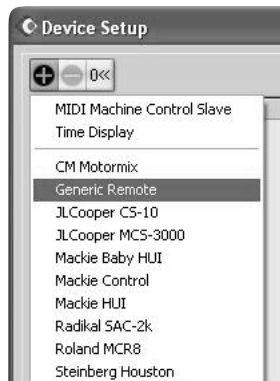 Device Setup
0«
MIDI Machine Control Slave
Time Display
CM Motormix
Generic Remote
JLCooper CS-10
JLCooper MCS-3000
Mackie Baby HUI
Mackie Control
Mackie HUI
Radikal SAC-2k
Roland MCR8
Steinberg Houston